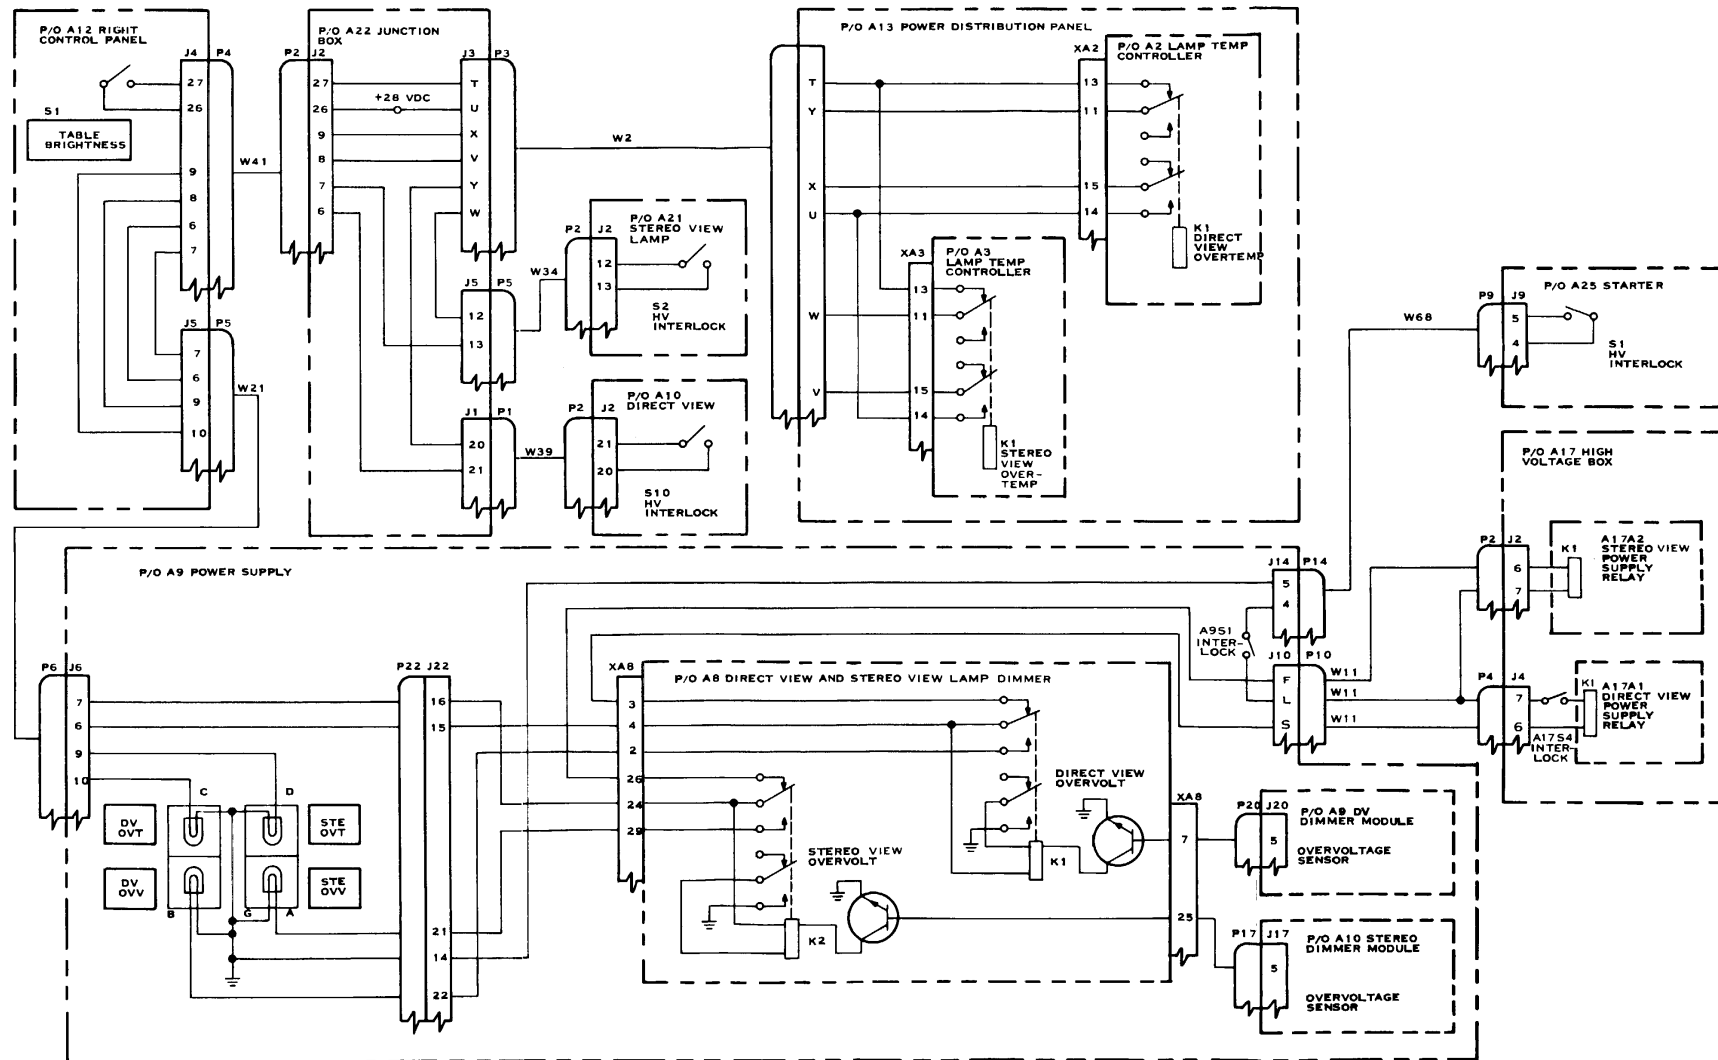 P/O A12 RIGHT
CONTROL PANEL
J4 P4
27
26
S1
TABLE
BRIGHTNESS
9
8
6
7
J5 P5
7
6
9
10
W41
W21
P/O A22 JUNCTION
BOX
P2 J2
27
26
9
8
7
6
+28 VDC
J3 P3
T
U
X
V
Y
W
J5 P5
12
13
J1 P1
20
21
W2
W34
W39
P/O A21
STEREO VIEW
LAMP
P2 J2
12
13
S2
HV
INTERLOCK
P/O A10
DIRECT VIEW
P2 J2
21
20
S10
HV
INTERLOCK
P/O A13 POWER DISTRIBUTION PANEL
T
Y
X
U
W
V
XA2
13
11
15
14
P/O A2 LAMP TEMP
CONTROLLER
K1
DIRECT
VIEW
OVERTEMP
XA3
13
11
15
14
P/O A3
LAMP TEMP
CONTROLLER
K1
STEREO
VIEW
OVER-
TEMP
P/O A25 STARTER
P9 J9
5
4
S1
HV
INTERLOCK
W68
P/O A17 HIGH
VOLTAGE BOX
P2 J2
6
7
K1
A17A2
STEREO VIEW
POWER
SUPPLY
RELAY
P4 J4
7
6
K1
A17A1
DIRECT VIEW
POWER
SUPPLY
RELAY
A17S4
INTER-
LOCK
P/O A9 POWER SUPPLY
J14 P14
5
4
A9S1
INTER-
LOCK
J10 P10
F
L
S
W11
W11
W11
P6 J6
7
6
9
10
C
D
DV
OVT
STE
OVT
DV
OVV
STE
OVV
B
G
A
P22 J22
16
15
21
14
22
XA8
3
4
2
26
24
29
P/O A8 DIRECT VIEW AND STEREO VIEW LAMP DIMMER
DIRECT VIEW
OVERVOLT
K1
STEREO VIEW
OVERVOLT
K2
XA8
7
25
P20 J20
5
P/O A9 DV
DIMMER MODULE
OVERVOLTAGE
SENSOR
P17 J17
5
P/O A10 STEREO
DIMMER MODULE
OVERVOLTAGE
SENSOR